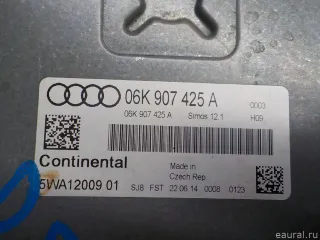 06K 907 425 A
0003
06K 907 425 A Simos 12.1 H09
Continental
Made in
Czech Rep.
5WA12009 01
SJ8 FST 22 06 14 0008 0123
eaural.ru